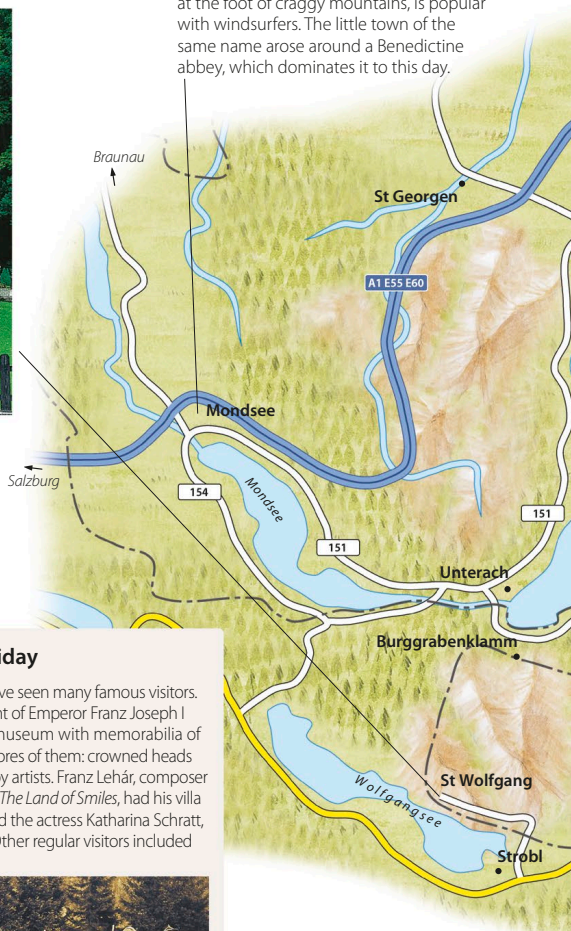 at the foot of craggy mountains, is popular
with windsurfers. The little town of the
same name arose around a Benedictine
abbey, which dominates it to this day.
Braunau
St Georgen
A1 E55 E60
Mondsee
Salzburg
Mondsee
154
151
151
Unterach
Burggrabenklamm
St Wolfgang
Wolfgangsee
Strobl
seen many famous visitors.
of Emperor Franz Joseph I
museum with memorabilia of
of them: crowned heads
artists. Franz Lehár, composer
The Land of Smiles, had his villa
the actress Katharina Schratt,
Other regular visitors included